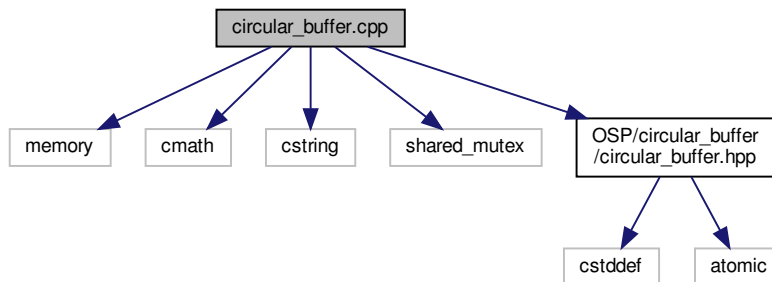 circular_buffer.cpp
memory
cmath
cstring
shared_mutex
OSP/circular_buffer
/circular_buffer.hpp
cstddef
atomic